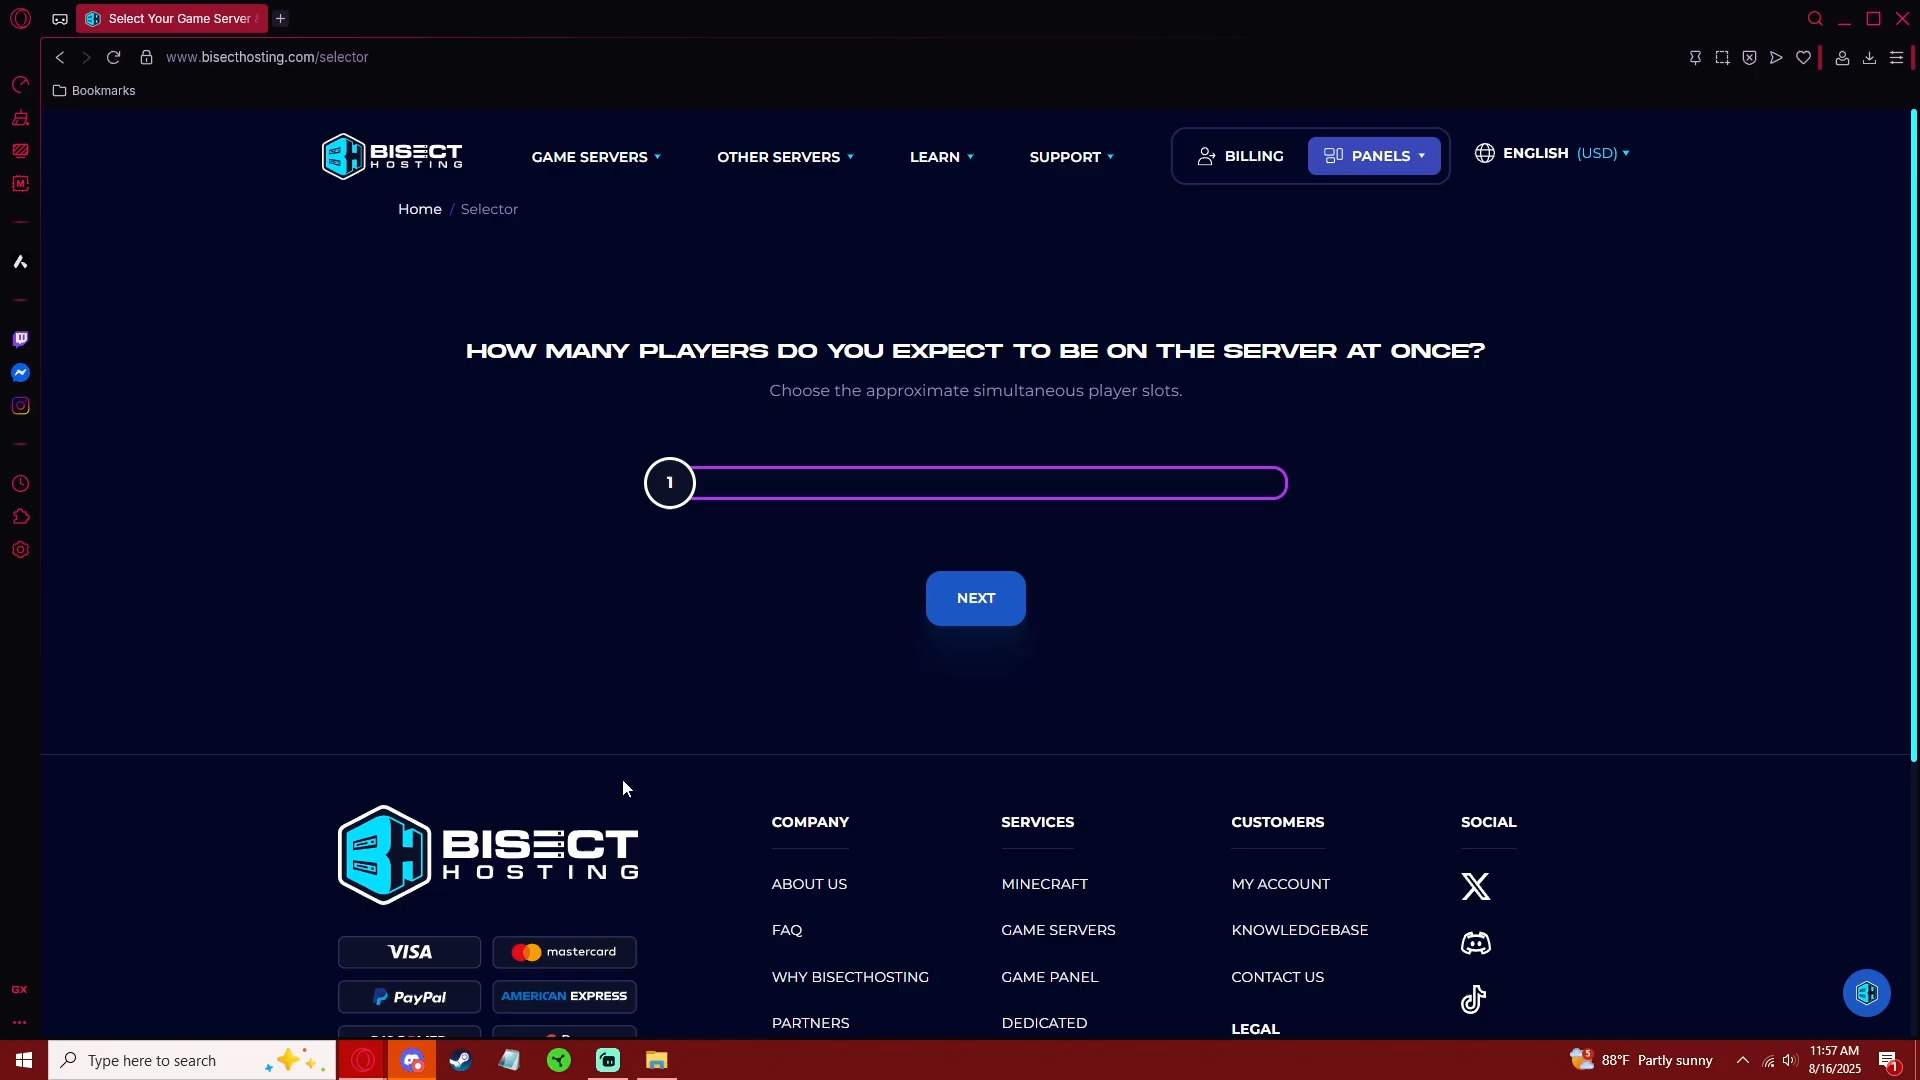 Select Your Game Server
www.bisecthosting.com/selector
Bookmarks
BISECT
HOSTING
GAME SERVERS
OTHER SERVERS
LEARN
SUPPORT
BILLING
PANELS
ENGLISH (USD)
Home / Selector
HOW MANY PLAYERS DO YOU EXPECT TO BE ON THE SERVER AT ONCE?
Choose the approximate simultaneous player slots.
1
NEXT
BISECT
HOSTING
VISA
mastercard
PayPal
AMERICAN EXPRESS
COMPANY
ABOUT US
FAQ
WHY BISECTHOSTING
PARTNERS
SERVICES
MINECRAFT
GAME SERVERS
GAME PANEL
DEDICATED
CUSTOMERS
MY ACCOUNT
KNOWLEDGEBASE
CONTACT US
LEGAL
SOCIAL
GX
Type here to search
5
88°F Partly sunny
11:57 AM
8/16/2025
1